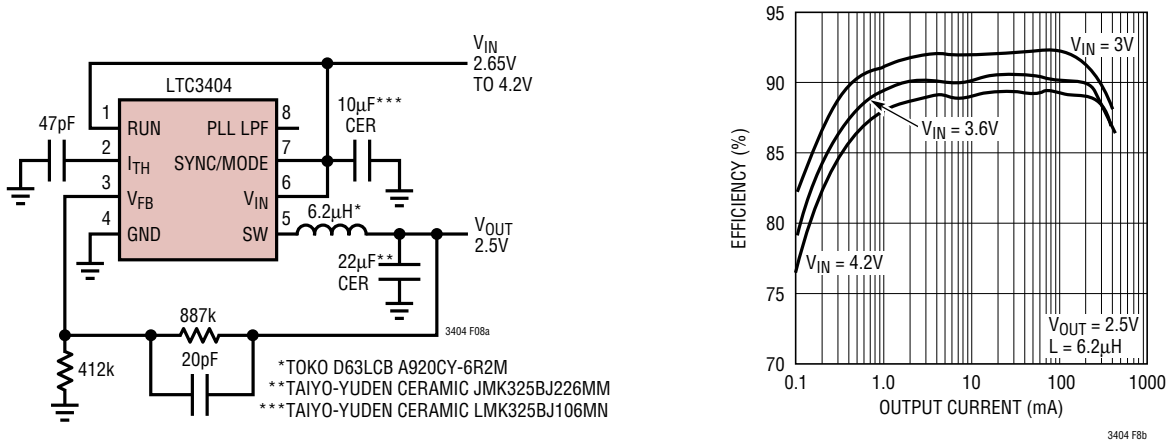 V_IN
2.65V
TO 4.2V
LTC3404
1
RUN
PLL LPF
8
47pF
2
I_TH
SYNC/MODE
7
10µF***
CER
3
V_FB
V_IN
6
4
GND
SW
5
6.2µH*
V_OUT
2.5V
22µF**
CER
887k
3404 F08a
412k
20pF
*TOKO D63LCB A920CY-6R2M
**TAIYO-YUDEN CERAMIC JMK325BJ226MM
***TAIYO-YUDEN CERAMIC LMK325BJ106MN
95
90
85
80
75
70
EFFICIENCY (%)
V_IN = 3V
V_IN = 3.6V
V_IN = 4.2V
V_OUT = 2.5V
L = 6.2µH
0.1
1.0
10
100
1000
OUTPUT CURRENT (mA)
3404 F8b